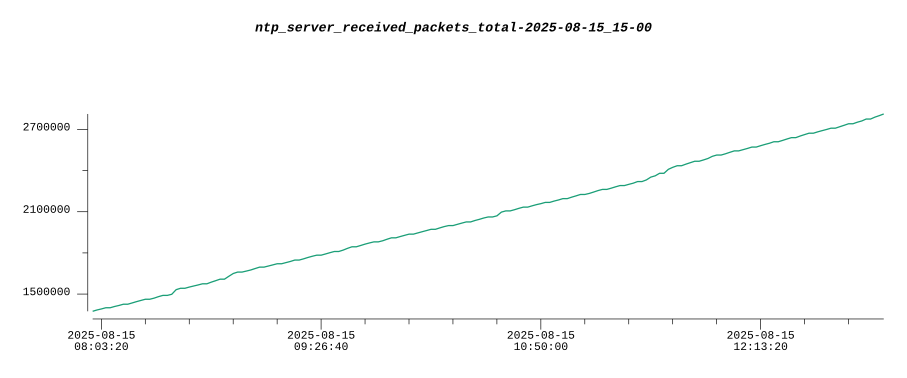 ntp_server_received_packets_total-2025-08-15_15-00
2700000
2100000
1500000
2025-08-15 2025-08-15 2025-08-15 2025-08-15
08:03:20 09:26:40 10:50:00 12:13:20